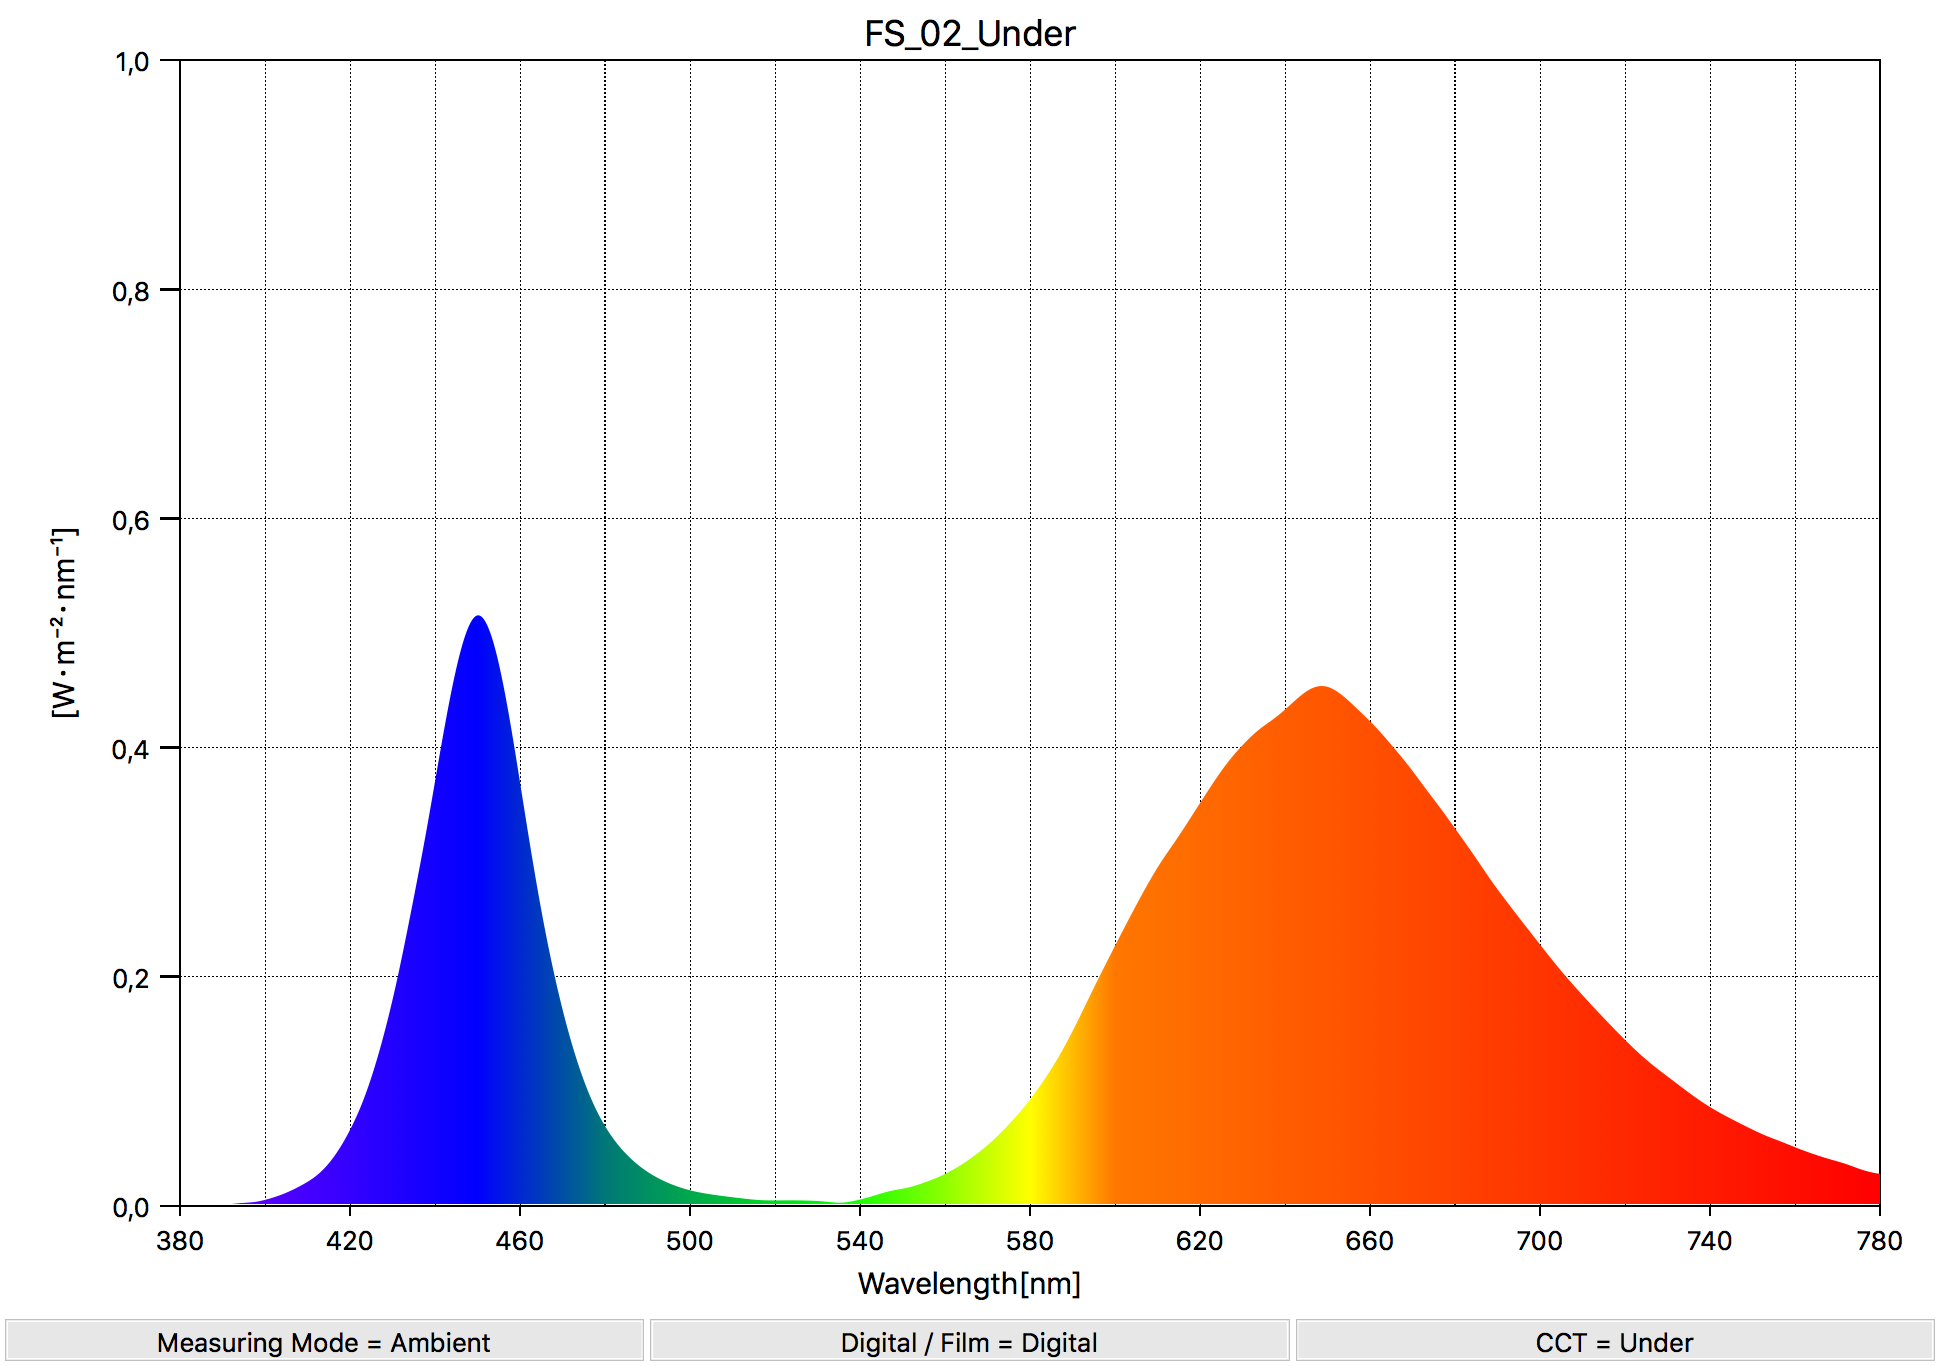 FS_02_Under
1,0
0,8
0,6
0,4
0,2
0,0
[W·m⁻²·nm⁻¹]
380 420 460 500 540 580 620 660 700 740 780
Wavelength[nm]
Measuring Mode = Ambient Digital / Film = Digital CCT = Under